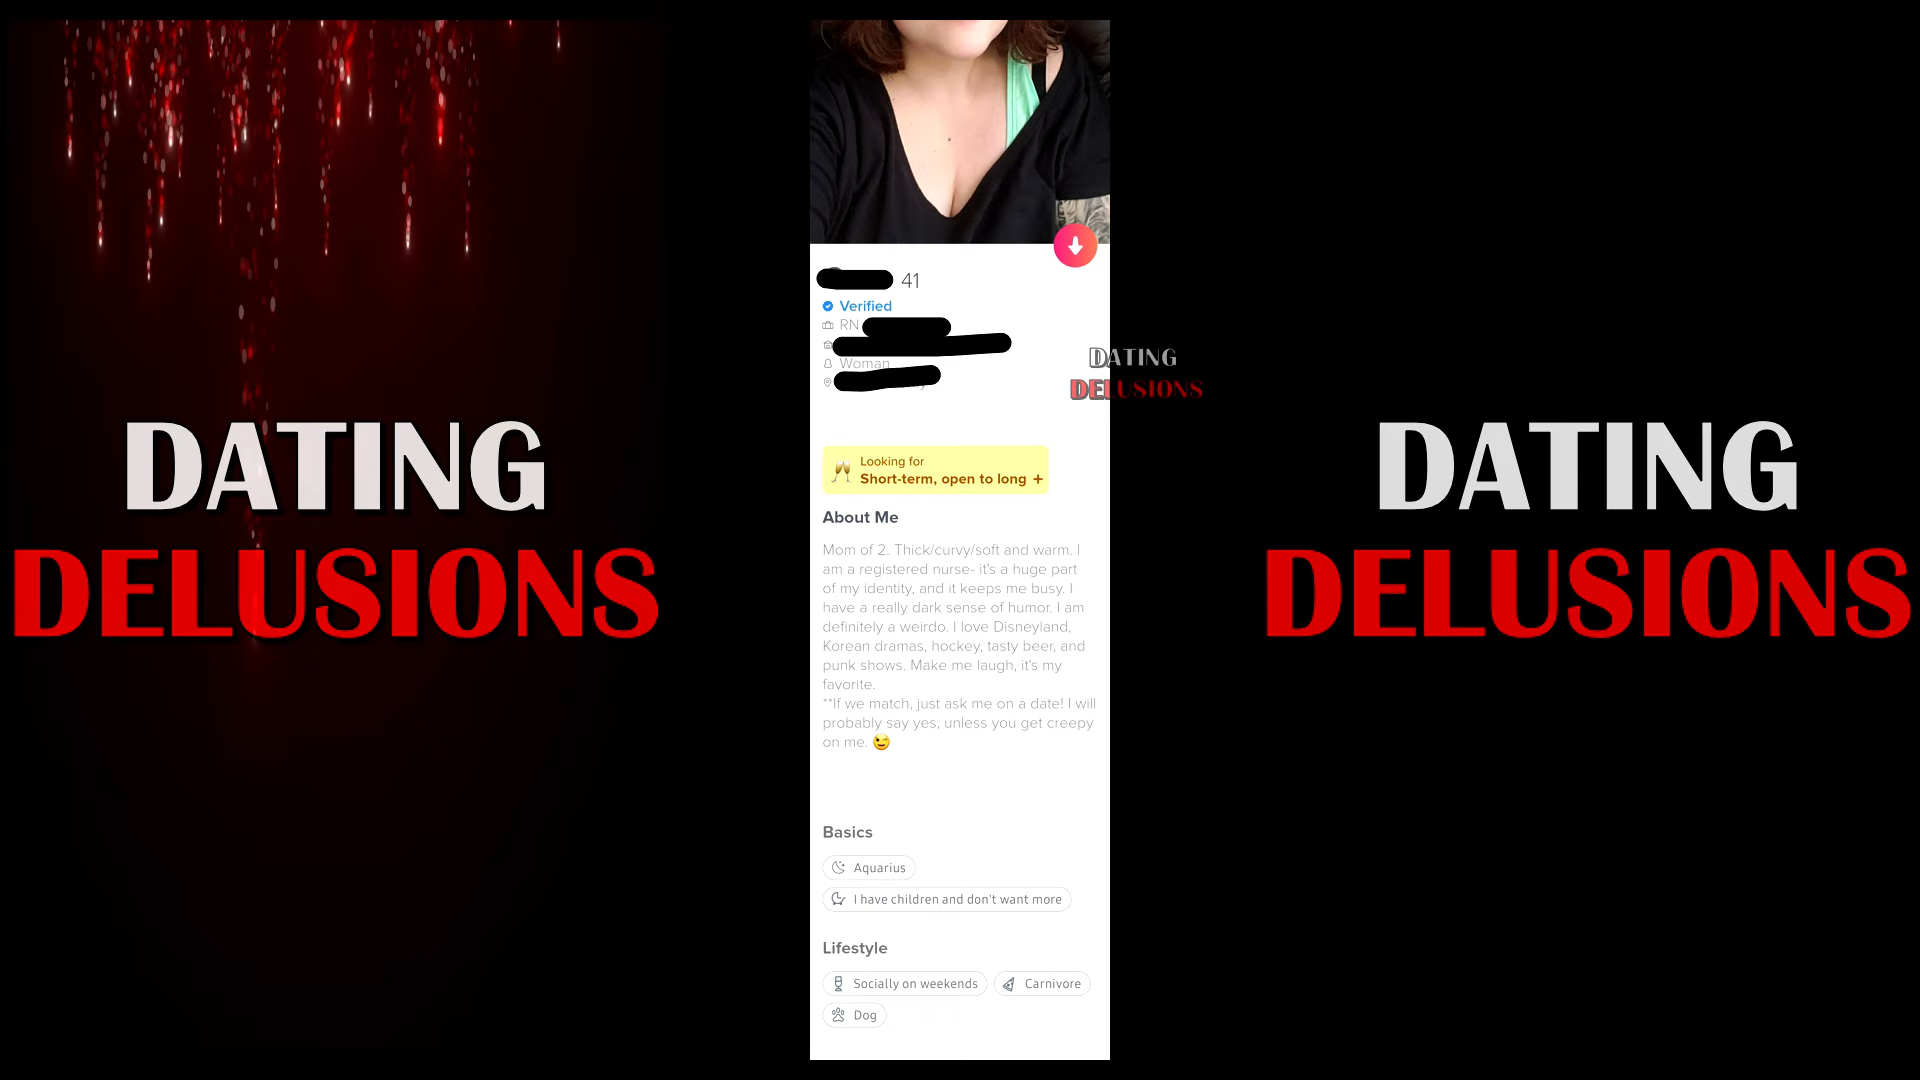 DATING
DELUSIONS
41
Verified
RN
Woman
DATING
DELUSIONS
Looking for
Short-term, open to long +
About Me
Mom of 2. Thick/curvy/soft and warm. I
am a registered nurse- it's a huge part
of my identity, and it keeps me busy. I
have a really dark sense of humor. I am
definitely a weirdo. I love Disneyland,
Korean dramas, hockey, tasty beer, and
punk shows. Make me laugh, it's my
favorite.
**If we match, just ask me on a date! I will
probably say yes, unless you get creepy
on me. 😉
Basics
Aquarius
I have children and don't want more
Lifestyle
Socially on weekends
Carnivore
Dog
DATING
DELUSIONS